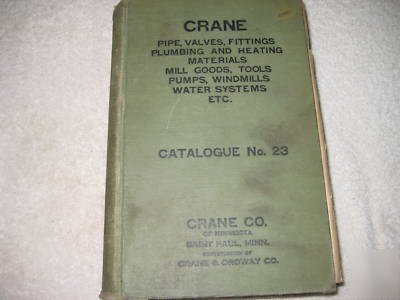 CRANE
PIPE, VALVES, FITTINGS
PLUMBING AND HEATING
MATERIALS
MILL GOODS, TOOLS
PUMPS, WINDMILLS
WATER SYSTEMS
ETC.
CATALOGUE No. 23
CRANE CO.
OF MINNESOTA
SAINT PAUL, MINN.
CRANE & ORDWAY CO.